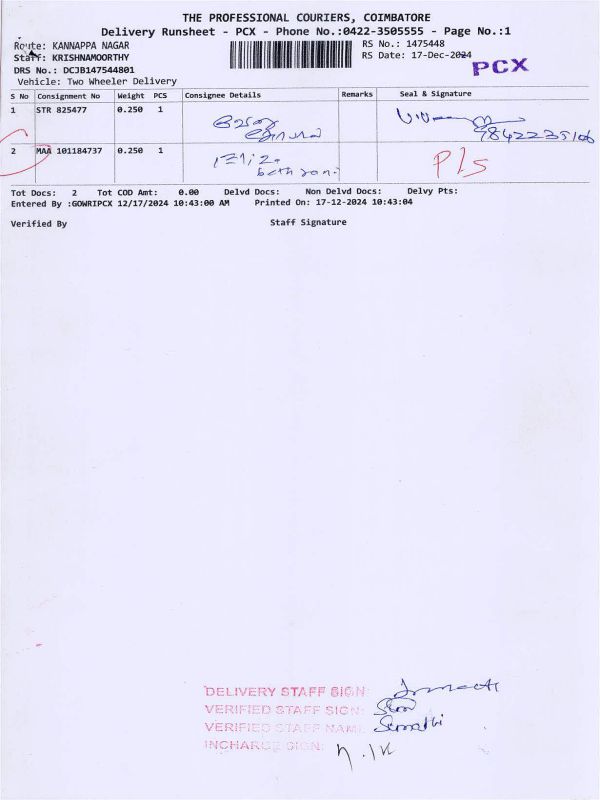 THE PROFESSIONAL COURIERS, COIMBATORE
Delivery Runsheet - PCX - Phone No.:0422-3505555 - Page No.:1
Route: KANNAPPA NAGAR RS No.: 1475448
Staff: KRISHNAMOORTHY RS Date: 17-Dec-2024
PCX
DRS No.: DCJB147544801
Vehicle: Two Wheeler Delivery
S No Consignment No Weight PCS Consignee Details Remarks Seal & Signature
1 STR 825477 0.250 1
9842235106
2 MAA 101184737 0.250 1 P/s
Tot Docs: 2 Tot COD Amt: 0.00 Delvd Docs: Non Delvd Docs: Delvy Pts:
Entered By :GOWRIPCX 12/17/2024 10:43:00 AM Printed On: 17-12-2024 10:43:04
Verified By Staff Signature
DELIVERY STAFF SIGN:
VERIFIED STAFF SIGN:
VERIFIED STAFF NAME:
INCHARGE SIGN: